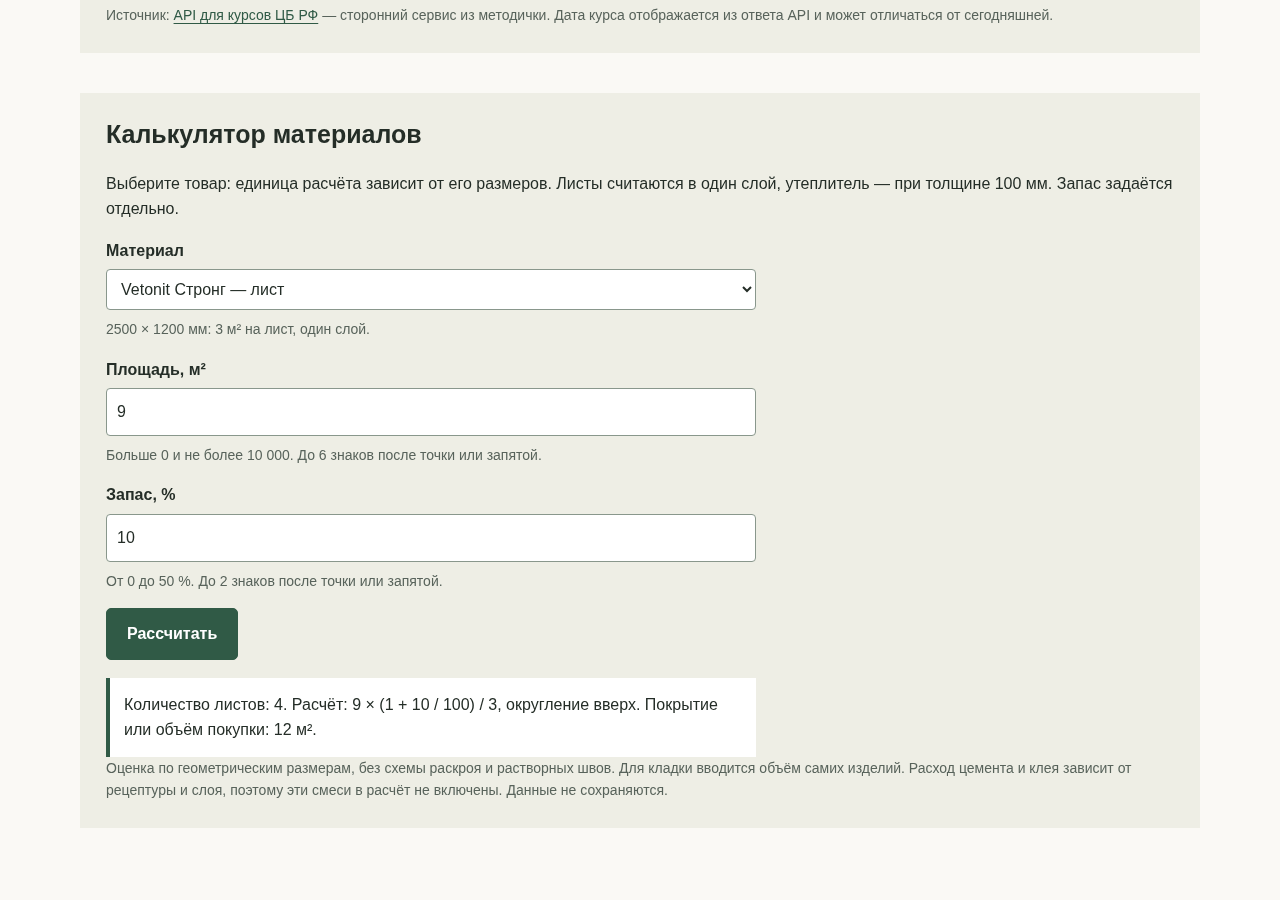 Источник: API для курсов ЦБ РФ — сторонний сервис из методички. Дата курса отображается из ответа API и может отличаться от сегодняшней.
Калькулятор материалов
Выберите товар: единица расчёта зависит от его размеров. Листы считаются в один слой, утеплитель — при толщине 100 мм. Запас задаётся
отдельно.
Материал
Vetonit Стронг — лист
2500 × 1200 мм: 3 м² на лист, один слой.
Площадь, м²
9
Больше 0 и не более 10 000. До 6 знаков после точки или запятой.
Запас, %
10
От 0 до 50 %. До 2 знаков после точки или запятой.
Рассчитать
Количество листов: 4. Расчёт: 9 × (1 + 10 / 100) / 3, округление вверх. Покрытие
или объём покупки: 12 м².
Оценка по геометрическим размерам, без схемы раскроя и растворных швов. Для кладки вводится объём самих изделий. Расход цемента и клея зависит от
рецептуры и слоя, поэтому эти смеси в расчёт не включены. Данные не сохраняются.